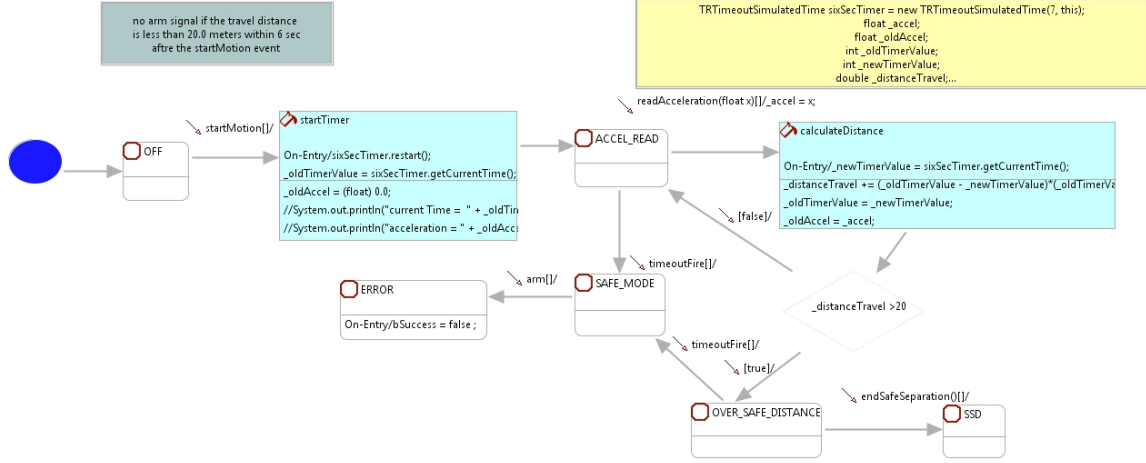 no arm signal if the travel distance
is less than 20.0 meters within 6 sec
aftre the startMotion event
TRTimeoutSimulatedTime sixSecTimer = new TRTimeoutSimulatedTime(7, this);
float _accel;
float _oldAccel;
int _oldTimerValue;
int _newTimerValue;
double _distanceTravel;...
OFF
startMotion[]/
startTimer
On-Entry/sixSecTimer.restart();
_oldTimerValue = sixSecTimer.getCurrentTime();
_oldAccel = (float) 0.0;
//System.out.println("current Time = " + _oldTin
//System.out.println("acceleration = " + _oldAcce
readAcceleration(float x)[]/_accel = x;
ACCEL_READ
calculateDistance
On-Entry/_newTimerValue = sixSecTimer.getCurrentTime();
_distanceTravel += (_oldTimerValue - _newTimerValue)*(_oldTimerVa
_oldTimerValue = _newTimerValue;
_oldAccel = _accel;
[false]/
timeoutFire[]/
SAFE_MODE
arm[]/
ERROR
On-Entry/bSuccess = false ;
_distanceTravel >20
timeoutFire[]/
[true]/
OVER_SAFE_DISTANCE
endSafeSeparation()[]/
SSD